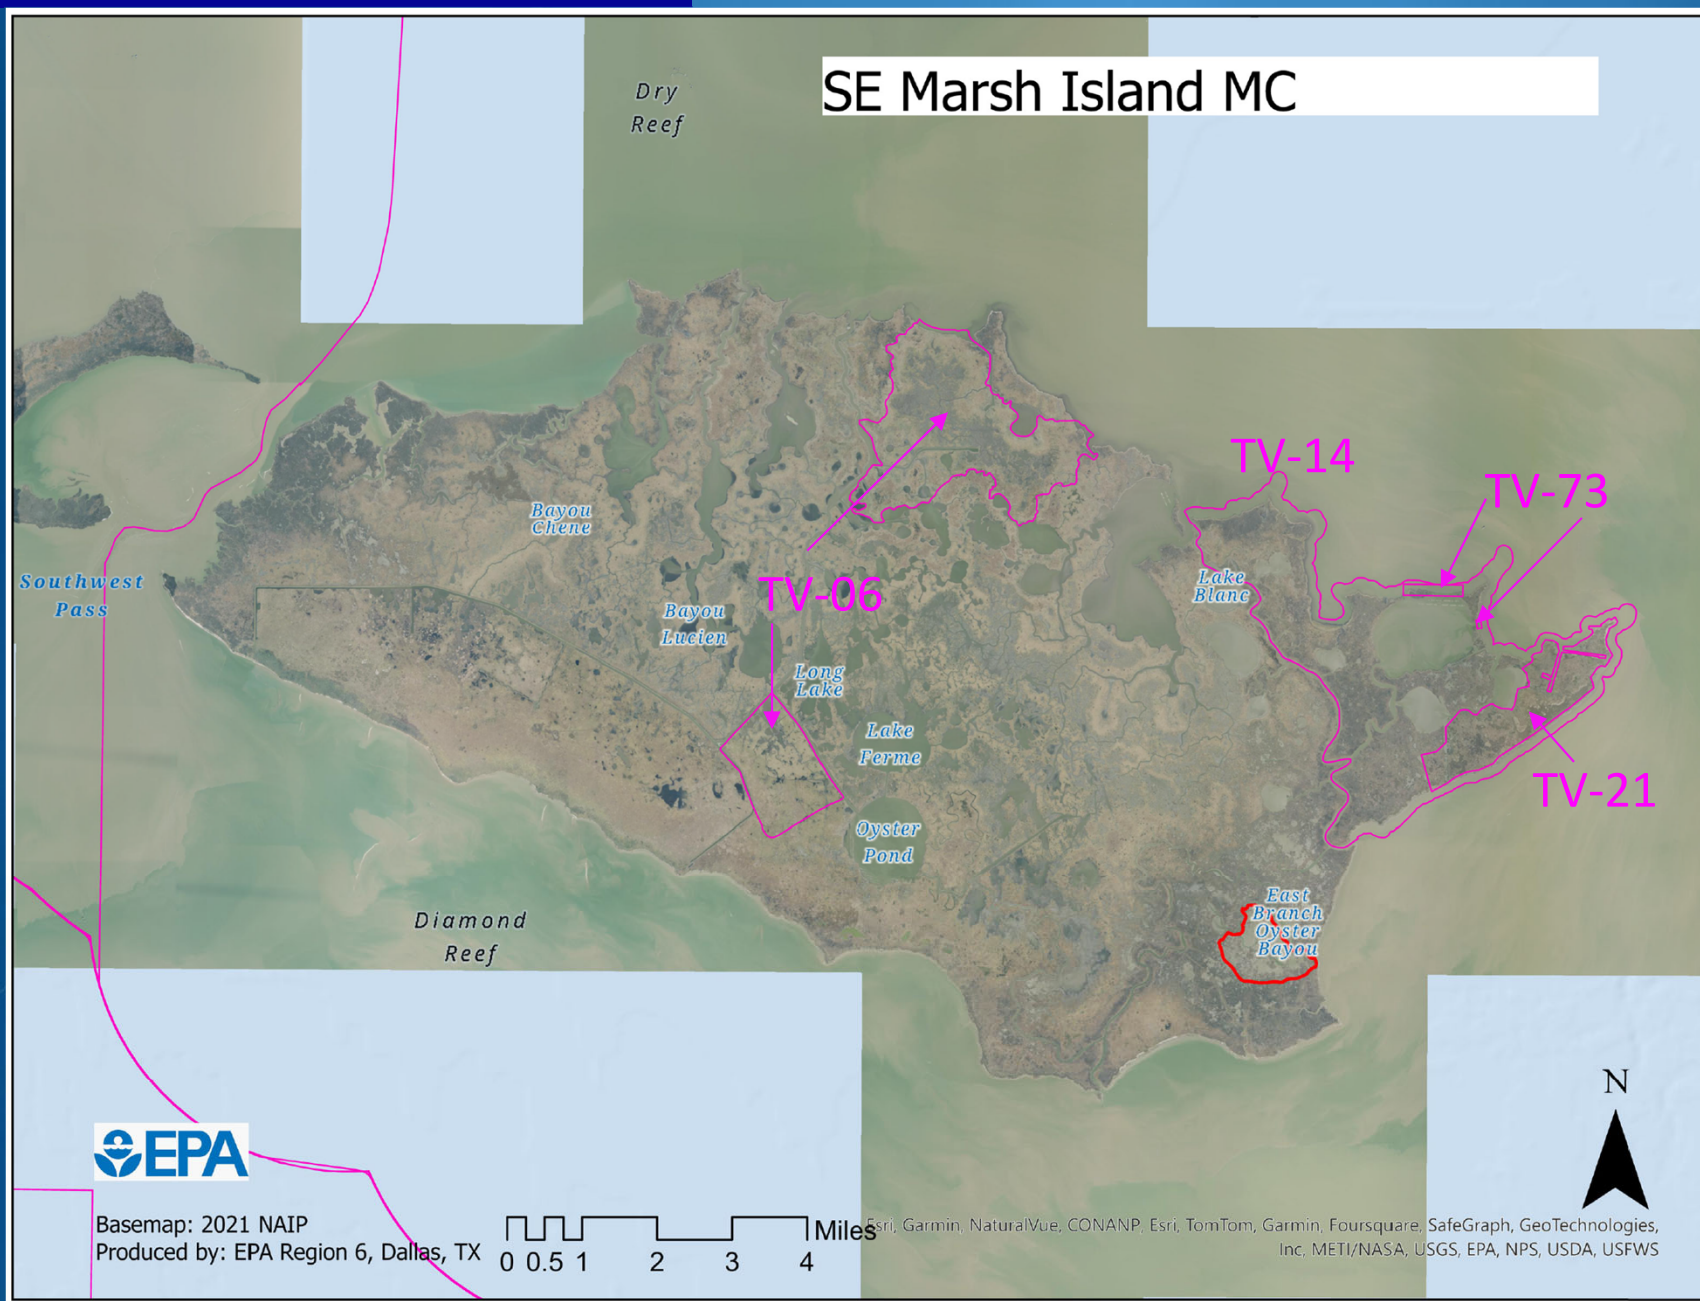 SE Marsh Island MC
Dry
Reef
TV-14
TV-73
Bayou
Chene
Southwest
Pass
Lake
Blanc
TV-06
Bayou
Lucien
Long
Lake
Lake
Ferme
TV-21
Oyster
Pond
East
Branch
Oyster
Bayou
Diamond
Reef
N
EPA
Basemap: 2021 NAIP
Produced by: EPA Region 6, Dallas, TX
0 0.5 1 2 3 4 Miles
Esri, Garmin, NaturalVue, CONANP, Esri, TomTom, Garmin, Foursquare, SafeGraph, GeoTechnologies,
Inc, METI/NASA, USGS, EPA, NPS, USDA, USFWS